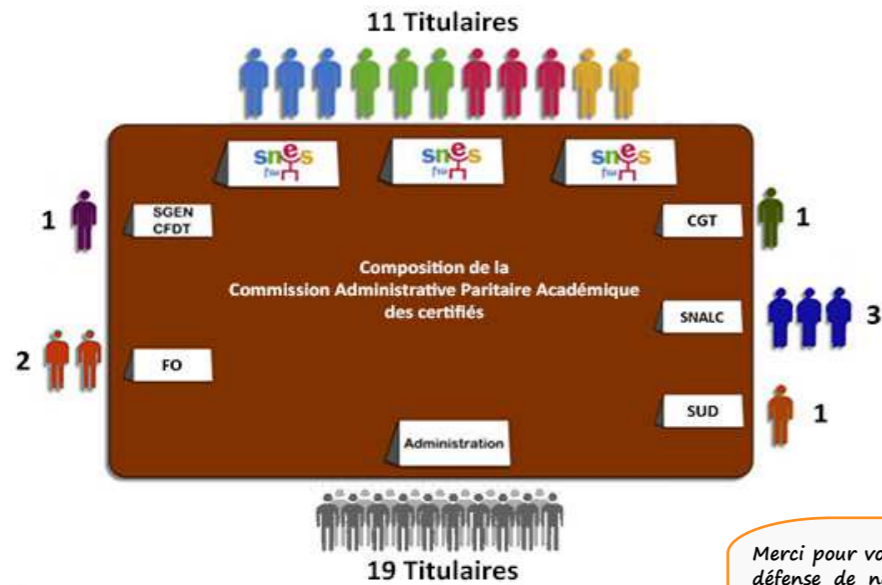 11 Titulaires
snes
fsu
snes
fsu
snes
fsu
1
SGEN
CFDT
CGT
1
Composition de la
Commission Administrative Paritaire Académique
des certifiés
SNALC
3
2
FO
SUD
1
Administration
19 Titulaires
Merci pour vo
défense de n